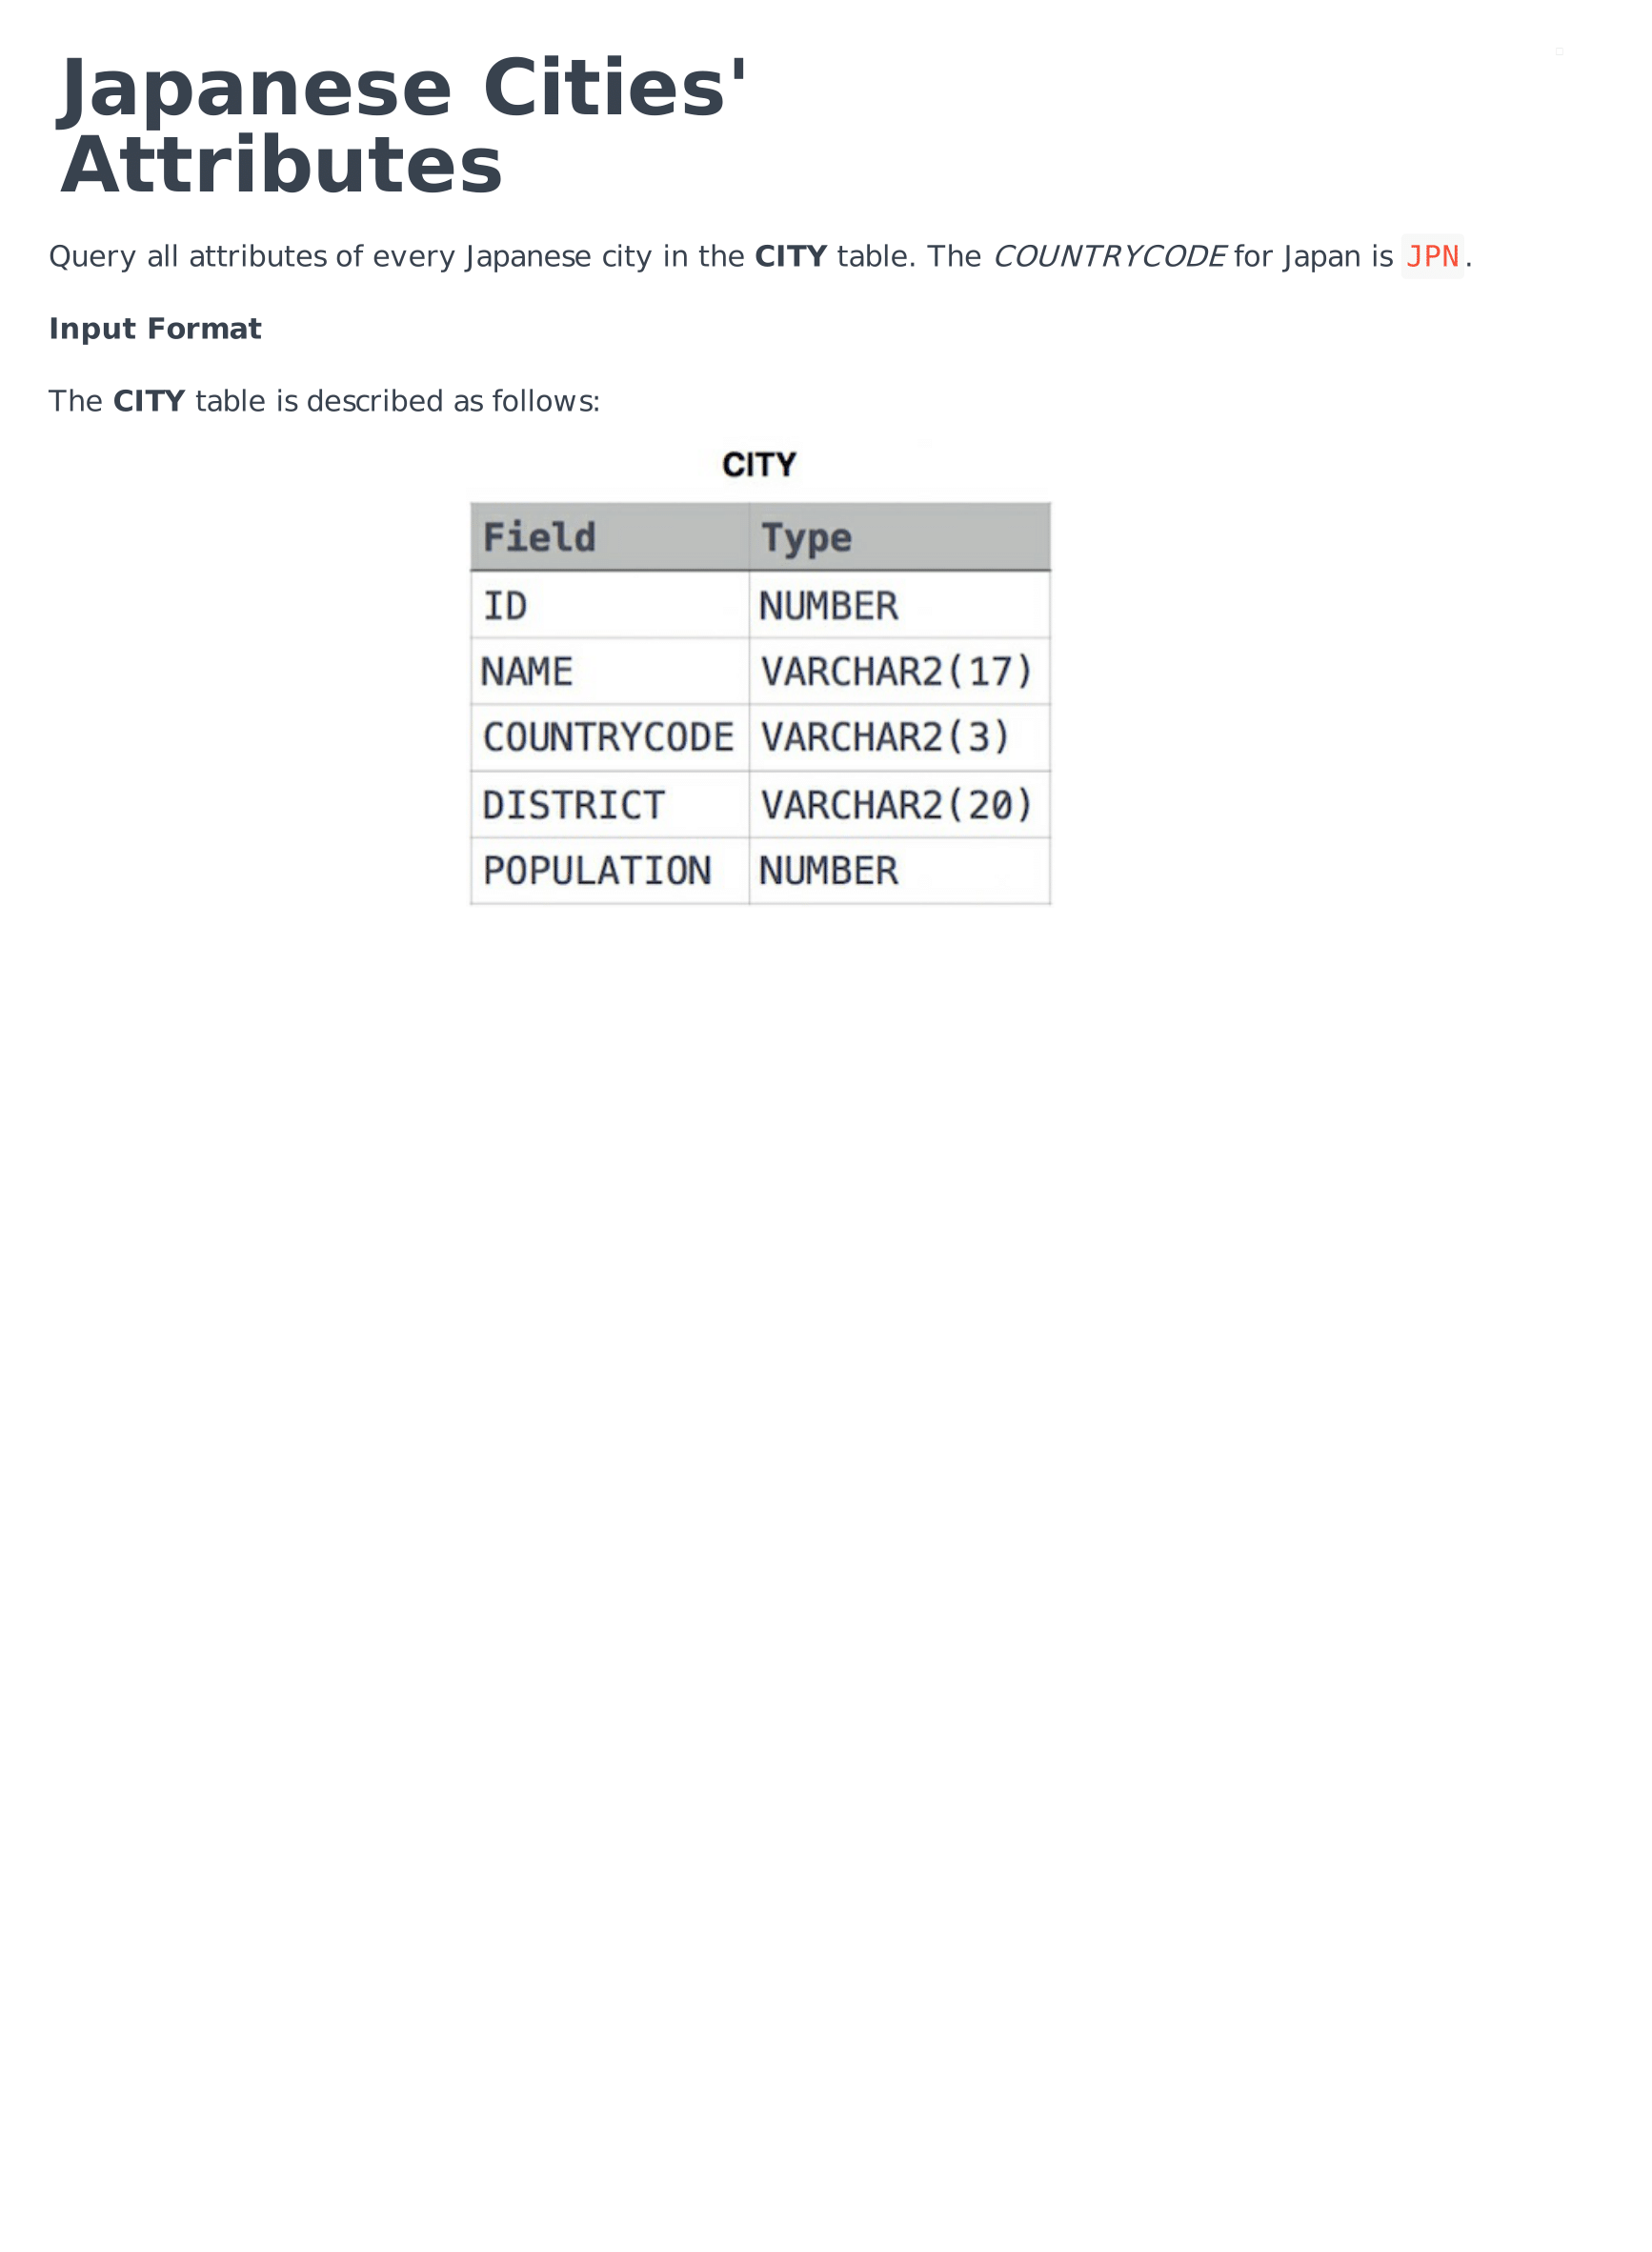 Japanese Cities'
Attributes
Query all attributes of every Japanese city in the CITY table. The COUNTRYCODE for Japan is JPN.
Input Format
The CITY table is described as follows:
CITY
Field Type
ID NUMBER
NAME VARCHAR2(17)
COUNTRYCODE VARCHAR2(3)
DISTRICT VARCHAR2(20)
POPULATION NUMBER